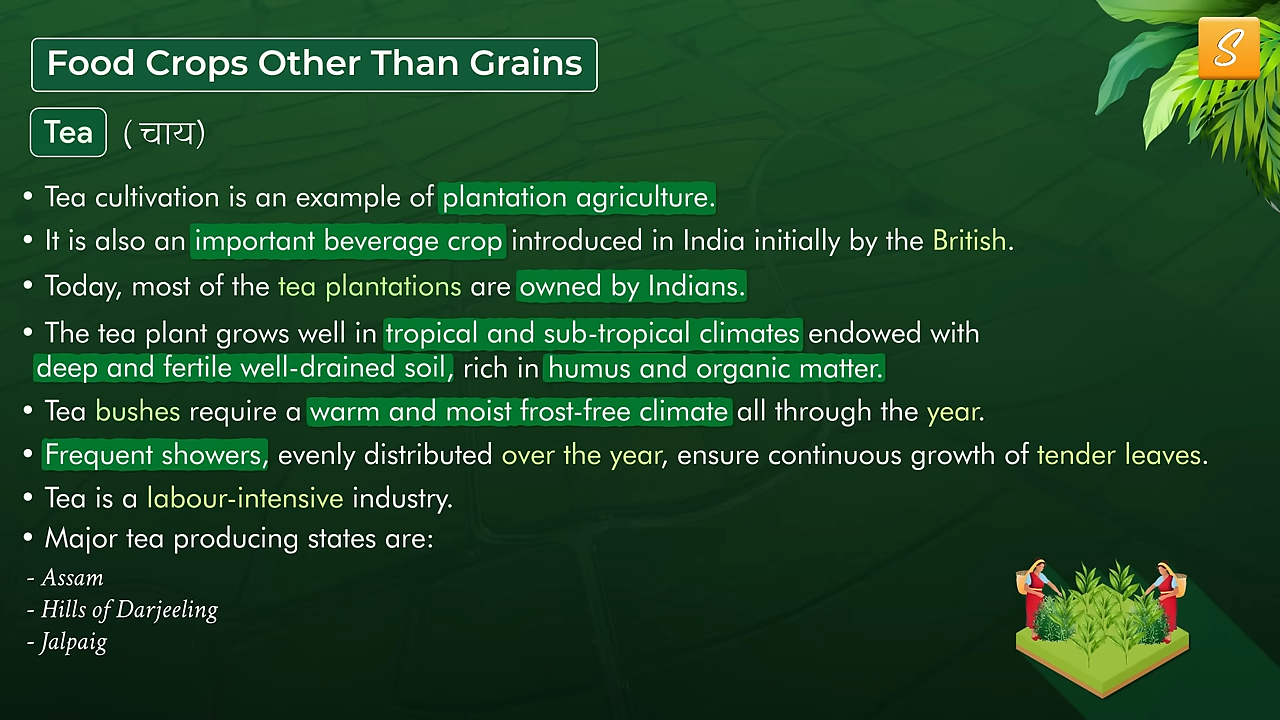 Food Crops Other Than Grains
S
Tea (चाय)
• Tea cultivation is an example of plantation agriculture.
• It is also an important beverage crop introduced in India initially by the British.
• Today, most of the tea plantations are owned by Indians.
• The tea plant grows well in tropical and sub-tropical climates endowed with
deep and fertile well-drained soil, rich in humus and organic matter.
• Tea bushes require a warm and moist frost-free climate all through the year.
• Frequent showers, evenly distributed over the year, ensure continuous growth of tender leaves.
• Tea is a labour-intensive industry.
• Major tea producing states are:
- Assam
- Hills of Darjeeling
- Jalpaig